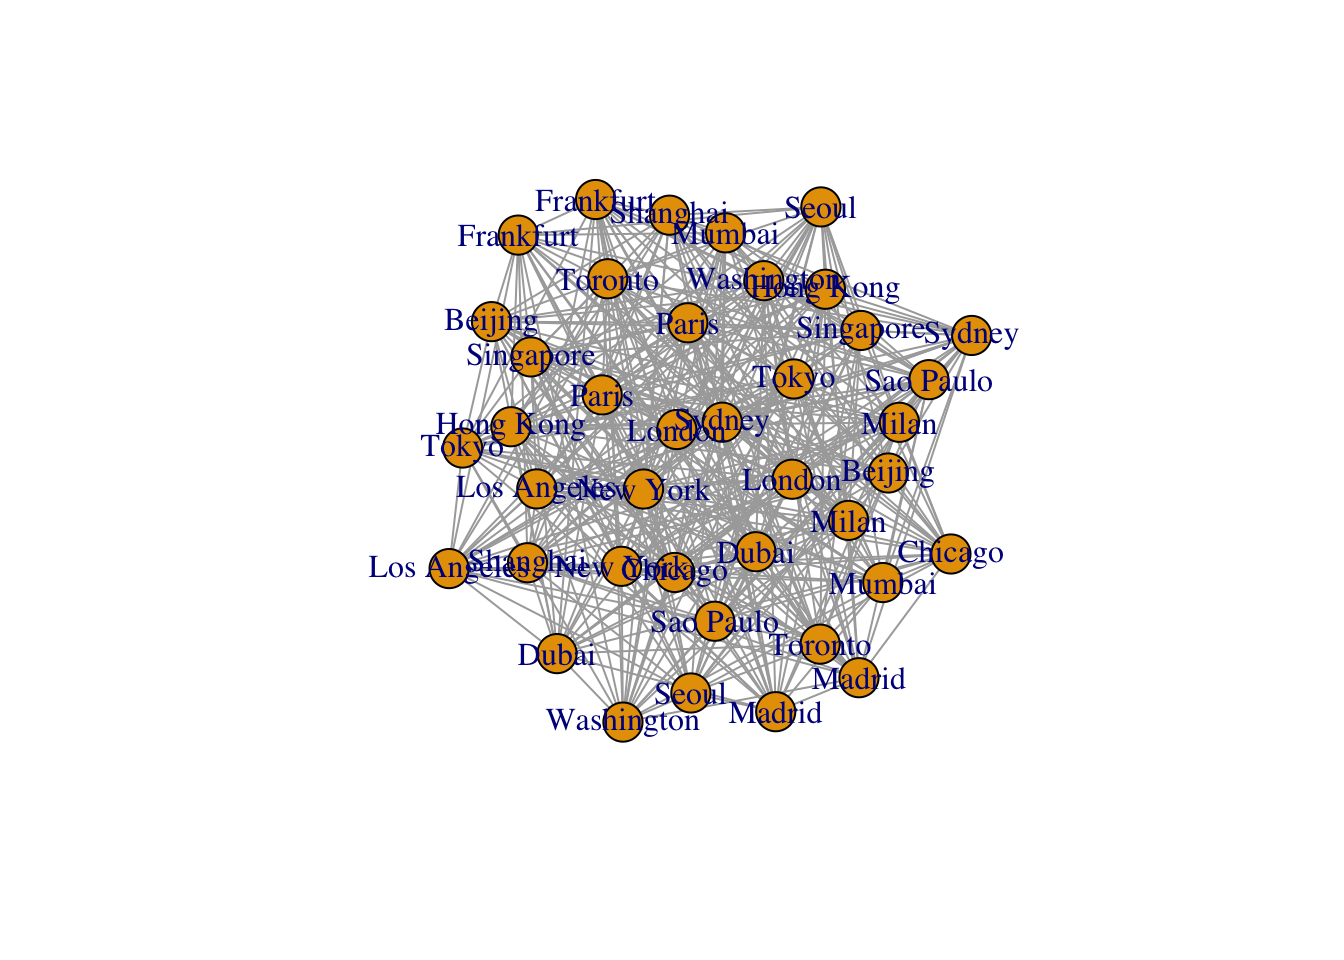 Frankfurt
Shanghai
Seoul
Frankfurt
Mumbai
Toronto
Washington
Hong Kong
Beijing
Paris
Singapore
Sydney
Singapore
Tokyo
Sao Paulo
Paris
Hong Kong
London
Sydney
Milan
Tokyo
Los Angeles
New York
London
Beijing
Milan
Los Angeles
Shanghai
New York
Chicago
Dubai
Chicago
Mumbai
Sao Paulo
Toronto
Dubai
Madrid
Seoul
Washington
Madrid